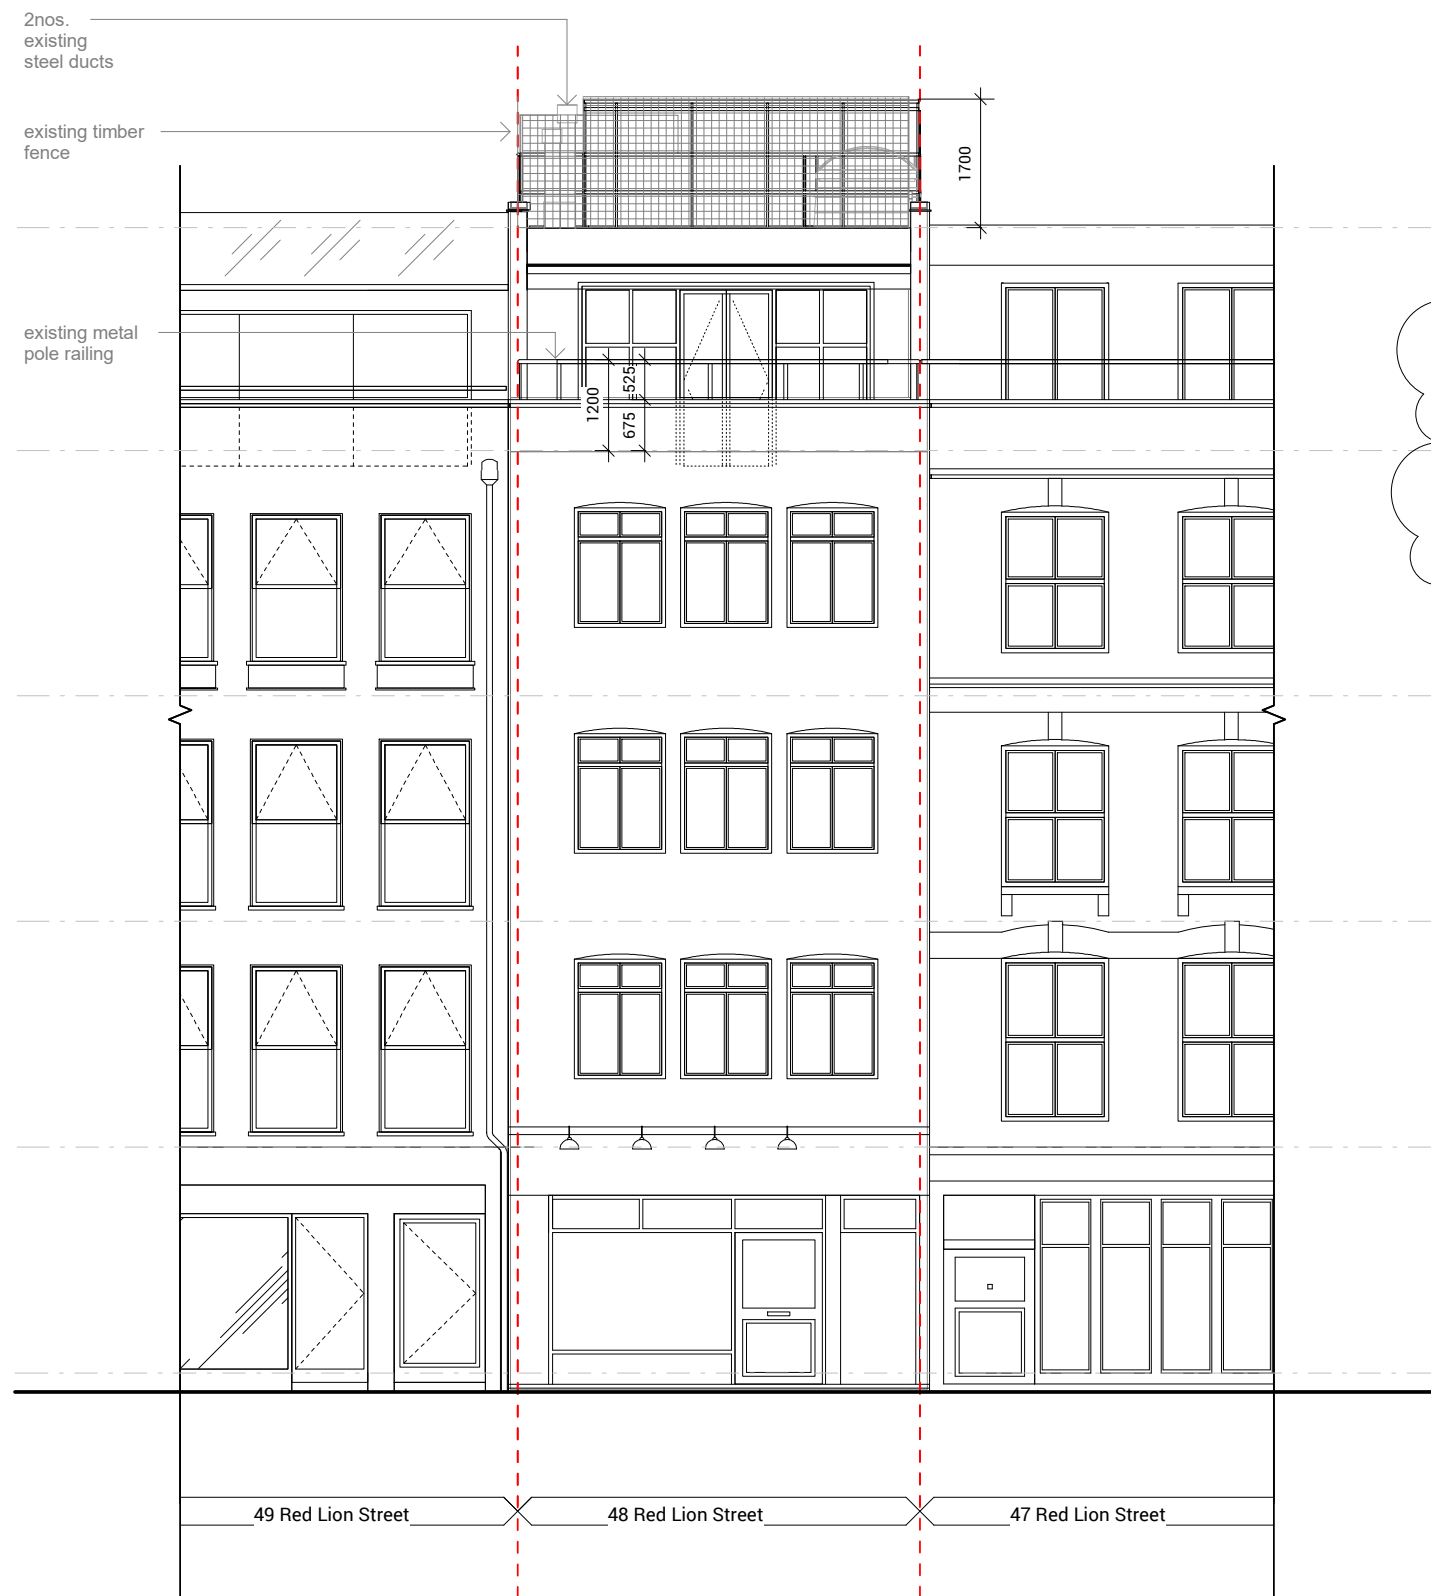 2nos.
existing
steel ducts
existing timber
fence
1700
existing metal
pole railing
1200
525
675
49 Red Lion Street
48 Red Lion Street
47 Red Lion Street